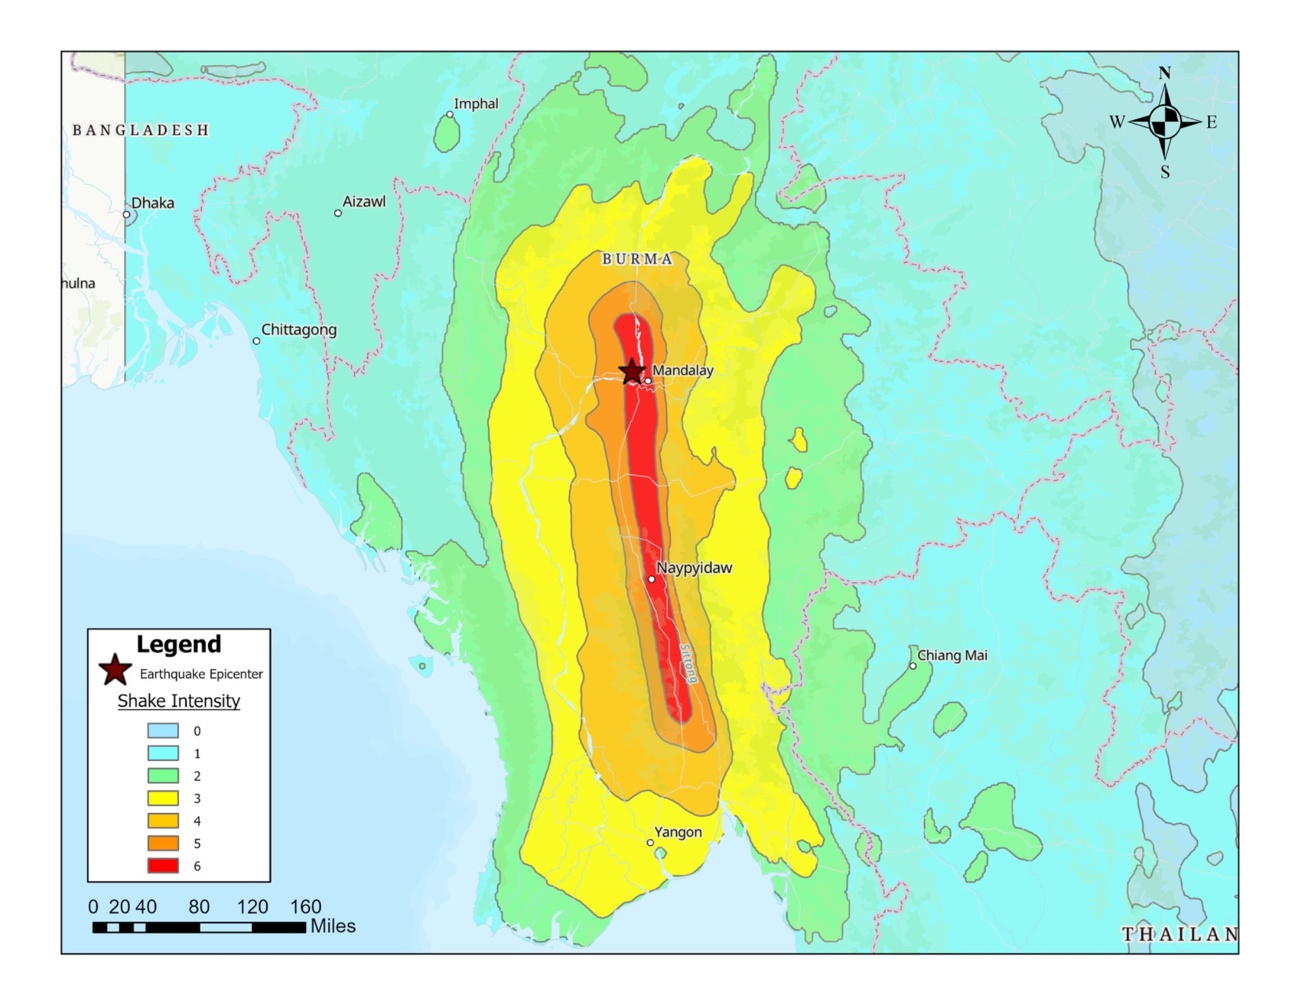 N
W E
S
Imphal
BANGLADESH
Dhaka
Aizawl
BURMA
hulna
Chittagong
Mandalay
Naypyidaw
Sittong
Chiang Mai
Yangon
THAILAN
Legend
Earthquake Epicenter
Shake Intensity
0
1
2
3
4
5
6
0 20 40 80 120 160
Miles